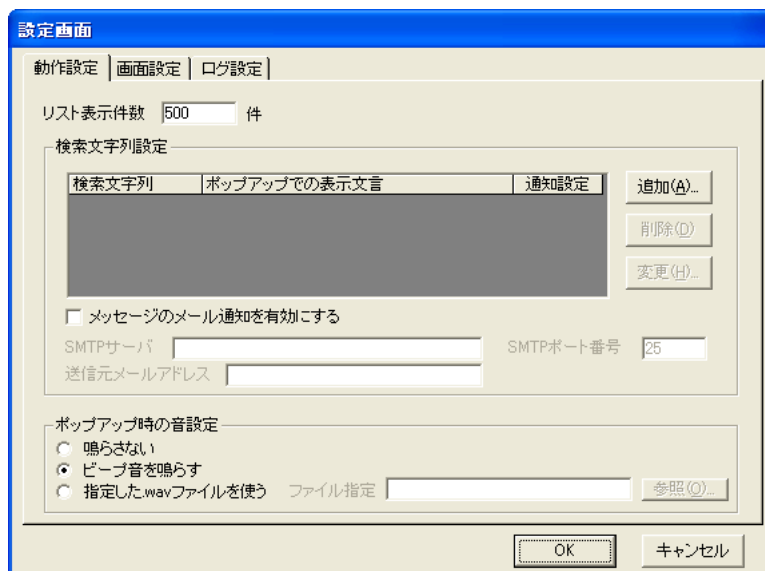 設定画面
動作設定 画面設定 ログ設定
リスト表示件数 500 件
検索文字列設定
検索文字列 ポップアップでの表示文言 通知設定
追加(A)...
削除(D)
変更(H)...
メッセージのメール通知を有効にする
SMTPサーバ SMTPポート番号 25
送信元メールアドレス
ポップアップ時の音設定
鳴らさない
ビープ音を鳴らす
指定した.wavファイルを使う ファイル指定 参照(O)...
OK キャンセル